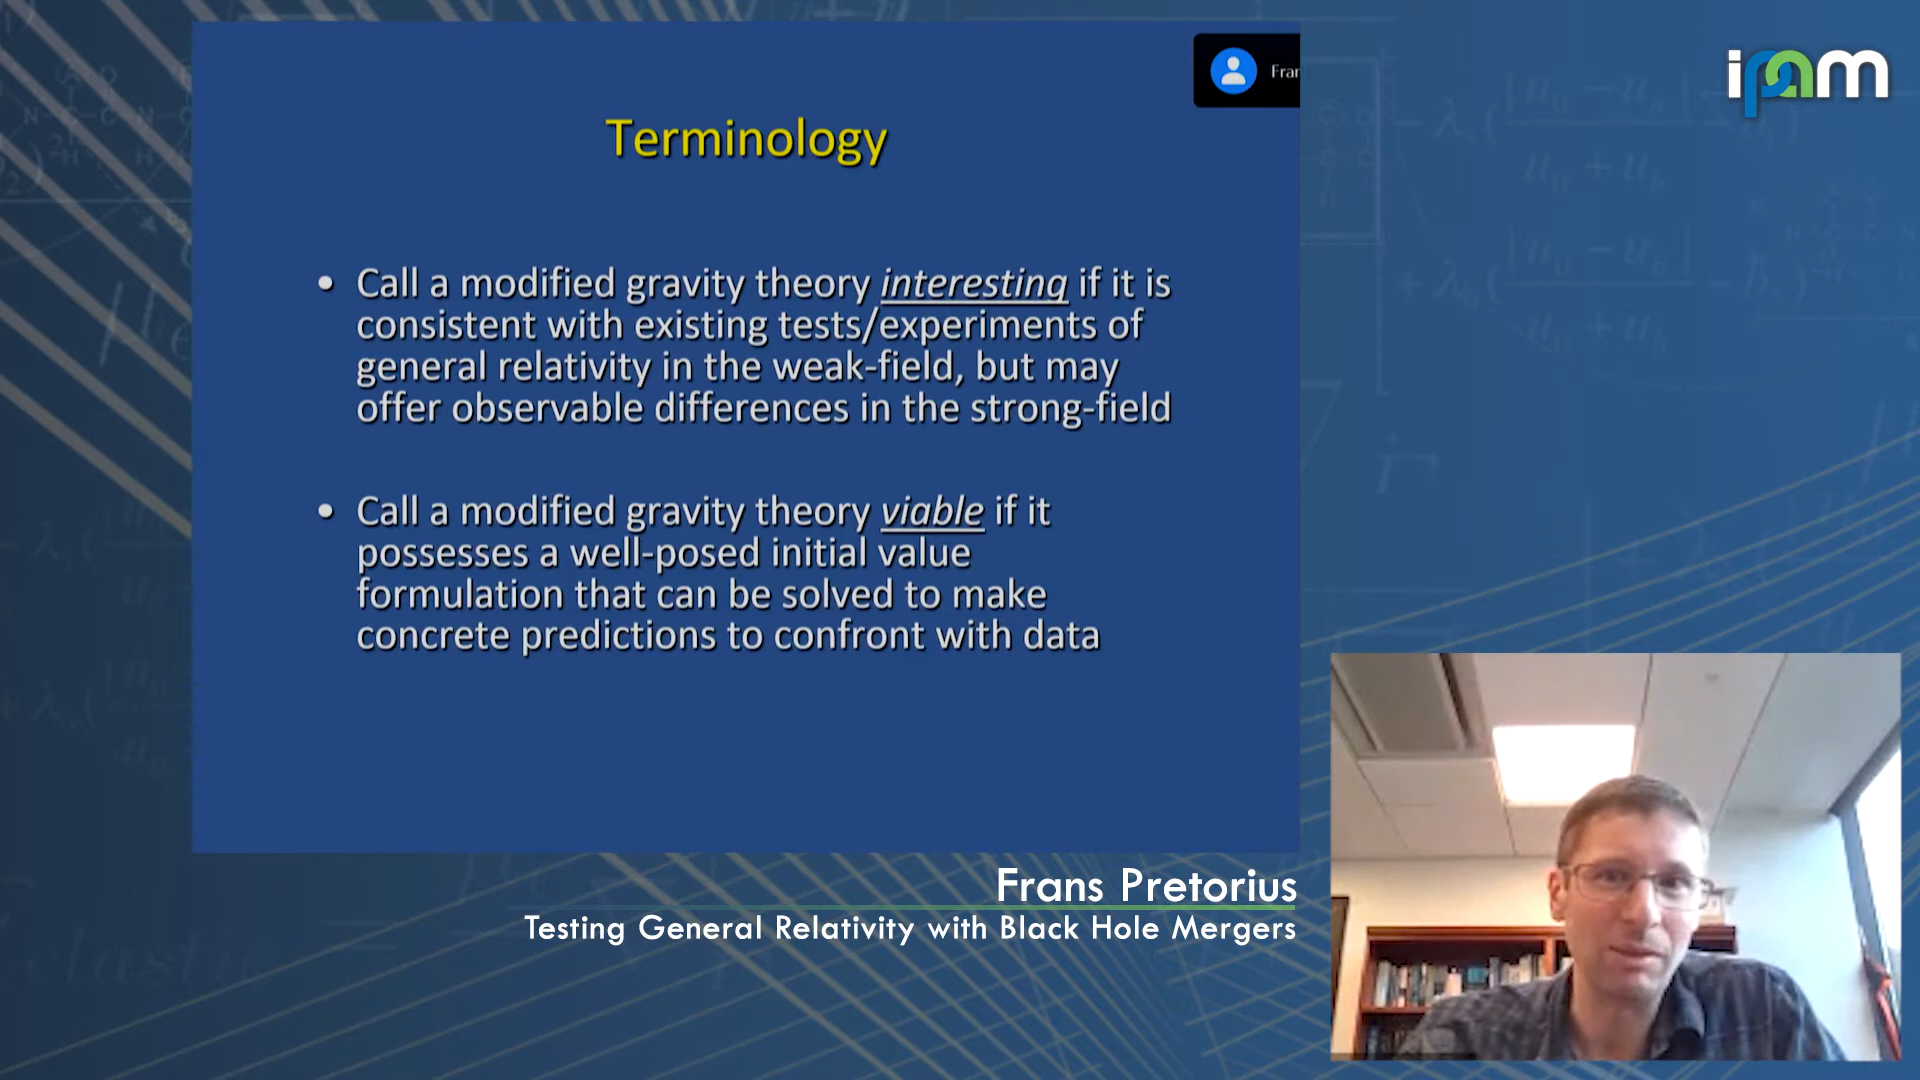 ipam
Fran
Terminology
• Call a modified gravity theory interesting if it is
consistent with existing tests/experiments of
general relativity in the weak-field, but may
offer observable differences in the strong-field
• Call a modified gravity theory viable if it
possesses a well-posed initial value
formulation that can be solved to make
concrete predictions to confront with data
Frans Pretorius
Testing General Relativity with Black Hole Mergers